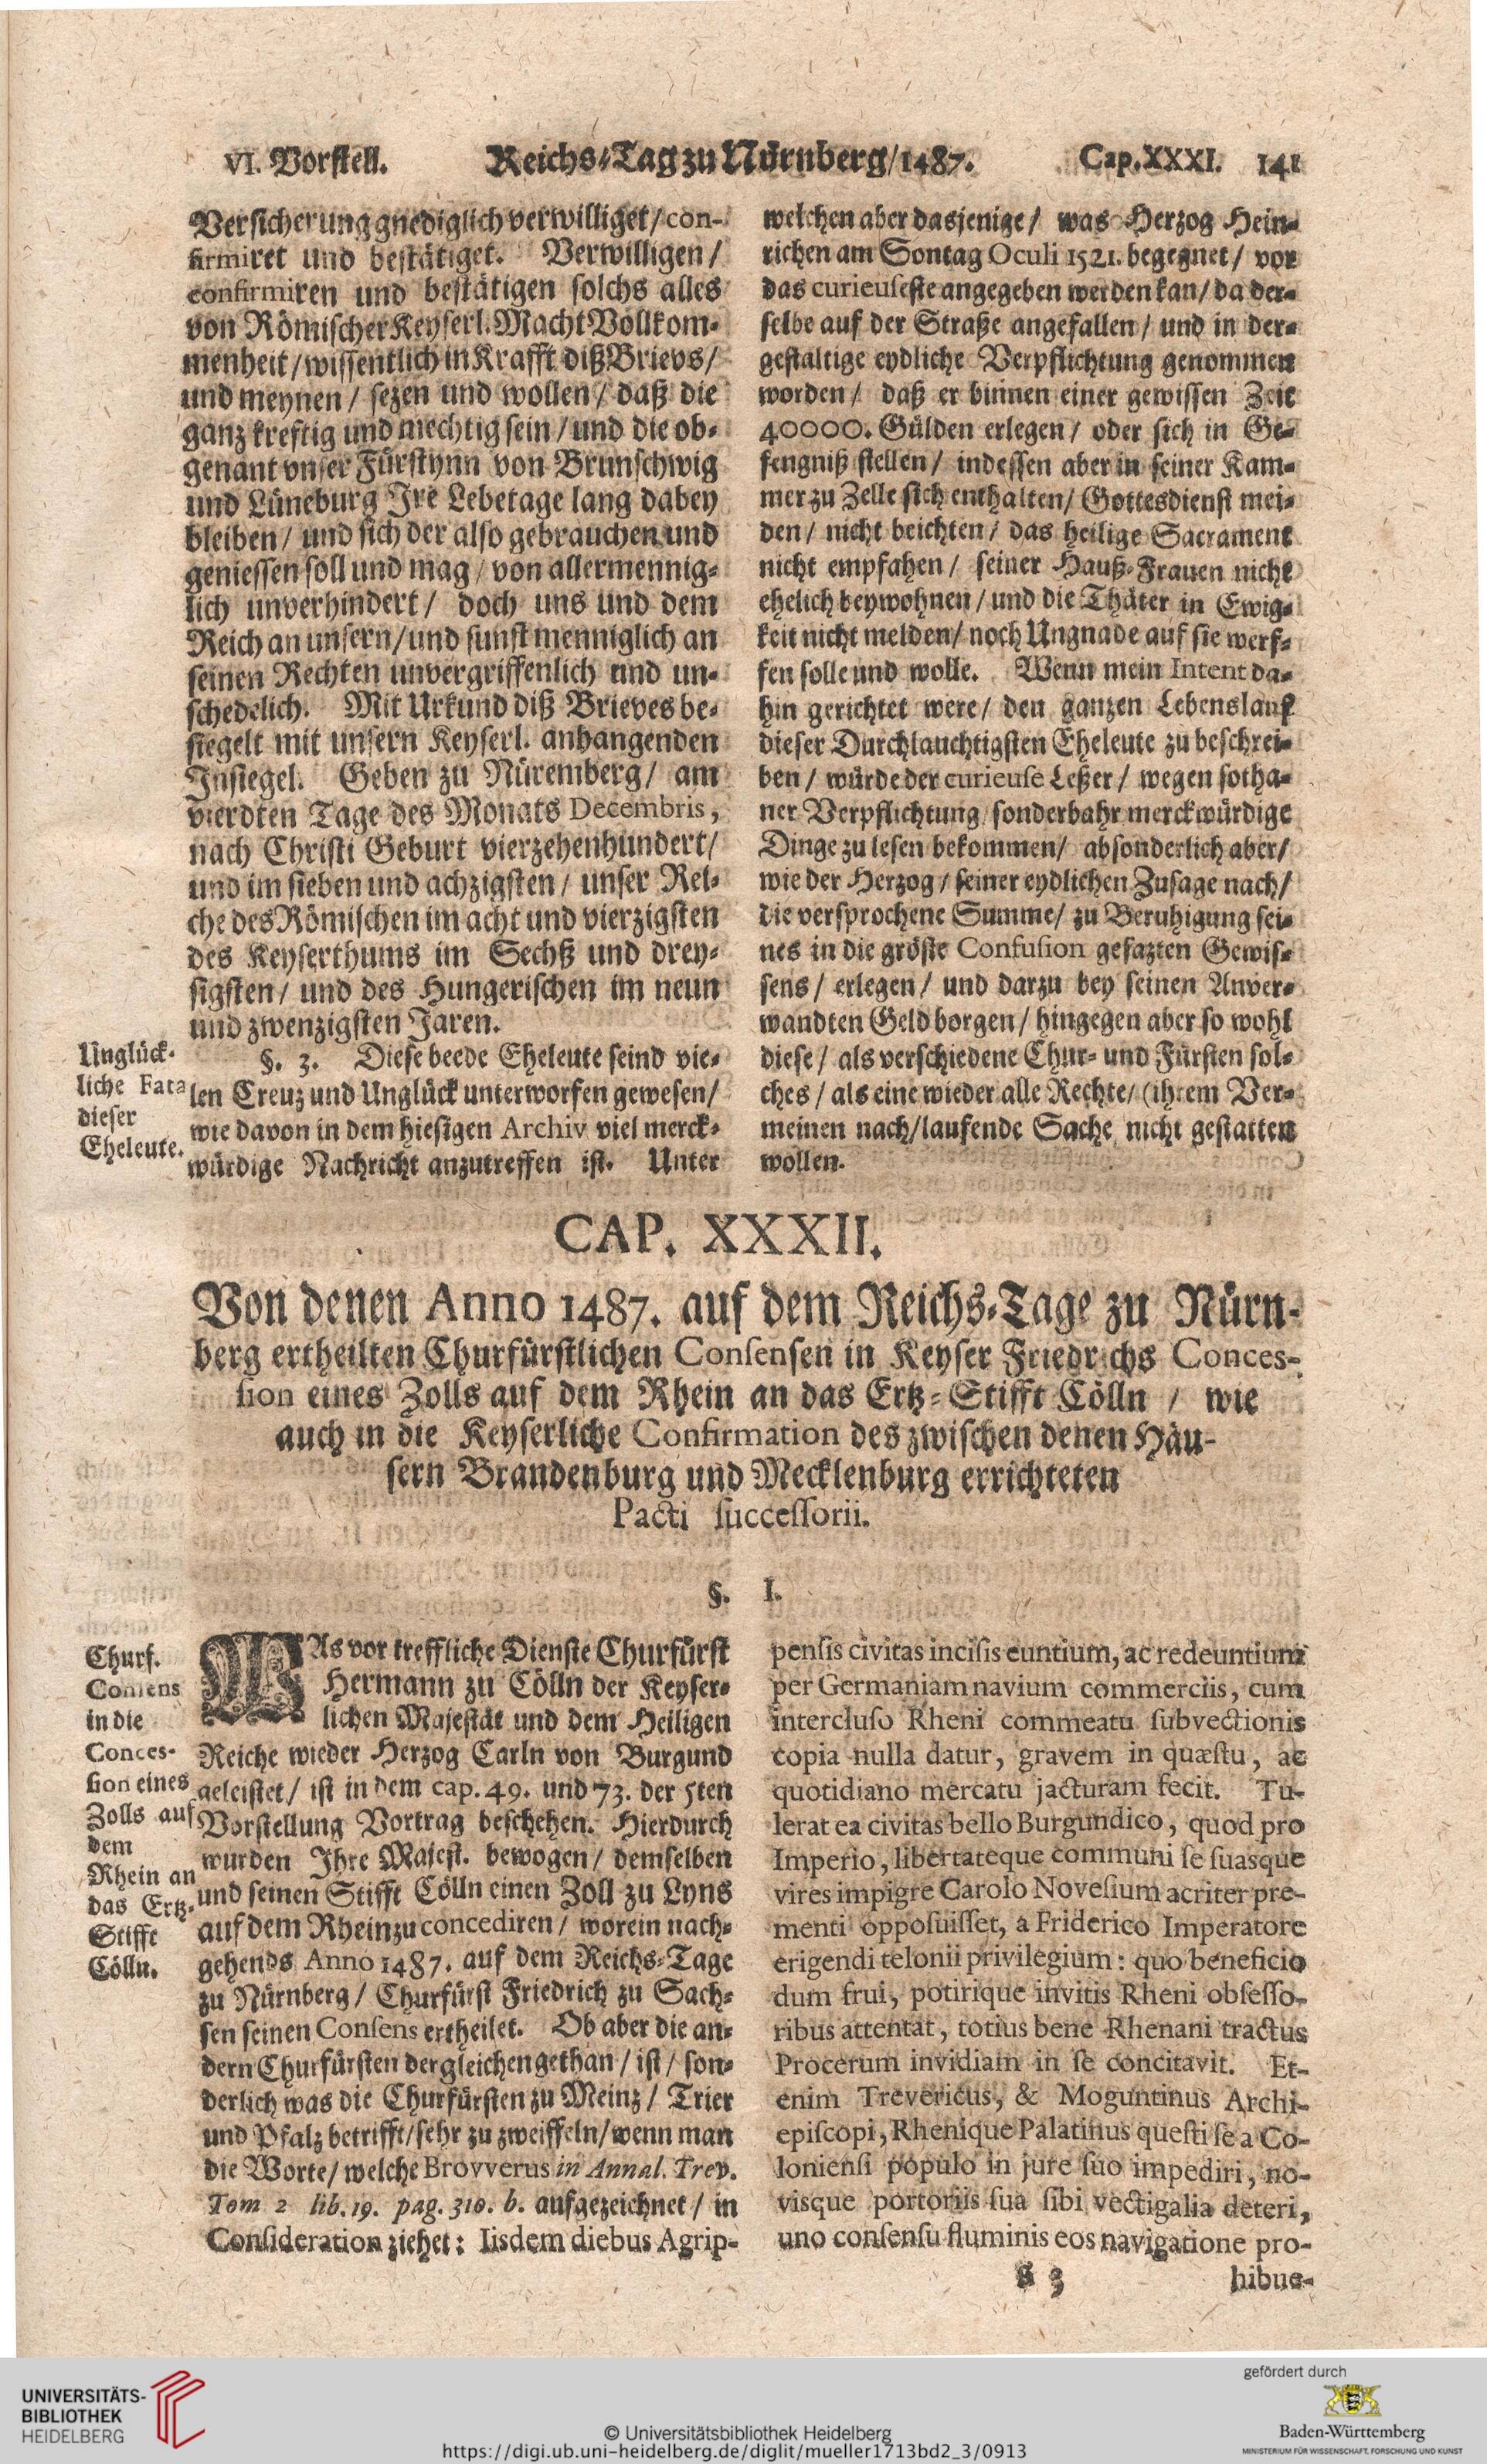 VI. Vorstell. Reichs-Tag zu Nürnberg/1487. Cap. XXXI. 141
Versicherung gnediglich verwilliget/con-
firmiret und bestätiget. Verwilligen/
confirmiren und bestätigen solchs alles
von Römischer Keyserl. Macht Vollkom-
menheit/wissentlich in Krafft diß Brievs/
und meynen/ sezen und wollen/ daß die
ganz kreftig und mechtig sein/und die ob-
genant vnser Fürstynn von Brunschwig
und Lüneburg Ire Lebetage lang dabey
bleiben/ und sich der also gebrauchen und
geniessen soll und mag/ von allermennig-
lich unverhindert/ doch uns und dem
Reich an unsern/und sunst menniglich an
seinen Rechten unvergriffenlich und un-
schedelich. Mit Urkund diß Brieves be-
siegelt mit unsern Keyserl. anhangenden
Insiegel. Geben zu Nüremberg/ am
vierdten Tage des Monats Decembris,
nach Christi Geburt vierzehenhundert/
und im sieben und achzigsten/ unser Rei-
che des Römischen im acht und vierzigsten
des Keyserthums im Sechß und drey-
sigsten/ und des Hungerischen im neun
und zwenzigsten Jaren.
Unglück-
liche Fata
dieser
Eheleute.
§. 3. Diese beede Eheleute seind vie-
len Creuz und Unglück unterworfen gewesen/
wie davon in dem hiesigen Archiv viel merck-
würdige Nachricht anzutreffen ist. Unter
welchen aber dasjenige/ was Herzog Hein-
richen am Sontag Oculi 1521. begegnet/ vor
das curieuseste angegeben werden kan/ da der-
selbe auf der Straße angefallen/ und in der-
gestaltige eydliche Verpflichtung genommen
worden/ daß er binnen einer gewissen Zeit
40000. Gülden erlegen/ oder sich in Ge-
fengniß stellen/ indessen aber in seiner Kam-
mer zu Zelle sich enthalten/ Gottesdienst mei-
den/ nicht beichten/ das heilige Sacrament
nicht empfahen/ seiner Hauß-Frauen nicht
ehelich beywohnen/und die Thäter in Ewig-
keit nicht melden/ noch Ungnade auf sie werf-
fen solle und wolle. Wenn mein Intent da-
hin gerichtet were/ den ganzen Lebenslauf
dieser Durchlauchtigsten Eheleute zu beschrei-
ben/ würde der curieuse Leßer/ wegen sotha-
ner Verpflichtung sonderbahr merckwürdige
Dinge zu lesen bekommen/ absonderlich aber/
wie der Herzog/ seiner eydlichen Zusage nach/
die versprochene Summe/ zu Beruhigung sei-
nes in die gröste Confusion gesazten Gewis-
sens/ erlegen/ und darzu bey seinen Anver-
wandten Geld borgen/ hingegen aber so wohl
diese/ als verschiedene Chur- und Fürsten sol-
ches/ als eine wieder alle Rechte/ (ihrem Ver-
meinen nach/laufende Sache nicht gestatten
wollen.
CAP. XXXII.
Von denen Anno 1487. auf dem Reichs-Tage zu Nürn-
berg ertheilten Churfürstlichen Consensen in Keyser Friedrichs Conces-
sion eines Zolls auf dem Rhein an das Ertz-Stifft Cölln / wie
auch in die Keyserliche Confirmation des zwischen denen Häu-
sern Brandenburg und Mecklenburg errichteten
Pacti successorii.
§. I.
Churf.
Consens
in die
Conces-
sion eines
Zolls auf
dem
Rhein an
das Ertz-
Stifft
Cölln.
WAs vor treffliche Dienste Churfürst
Hermann zu Cölln der Keyser-
lichen Majestät und dem Heiligen
Reiche wieder Herzog Carln von Burgund
geleistet/ ist in dem cap. 49. und 73. der 5ten
Vorstellung Vortrag beschehen. Hierdurch
wurden Ihre Majest. bewogen/ demselben
und seinen Stifft Cölln einen Zoll zu Lyns
auf dem Rhein zu concediren/ worein nach-
gehends Anno 1487. auf dem Reichs-Tage
zu Nürnberg/ Churfürst Friedrich zu Sach-
sen seinen Consens ertheilet. Ob aber die an-
dern Churfürsten dergleichen gethan/ ist/ son-
derlich was die Churfürsten zu Meinz/ Trier
und Pfalz betrifft/sehr zu zweiffeln/wenn man
die Worte/ welche Brovverus in Annal. Trev.
Tom 2 lib. 19. pag. 310. b. aufgezeichnet/ in
Consideration ziehet: Iisdem diebus Agrip-
pensis civitas incisis euntium, ac redeuntium
per Germaniam navium commerciis, cum
intercluso Rheni commeatu subvectionis
copia nulla datur, gravem in quæstu, ac
quotidiano mercatu jacturam fecit. Tu-
lerat ea civitas bello Burgundico, quod pro
Imperio, libertateque communi se suasque
vires impigre Carolo Novesium acriter pre-
menti opposuisset, a Friderico Imperatore
erigendi telonii privilegium: quo beneficio
dum frui, potirique invitis Rheni obsesso-
ribus attentat, totius bene Rhenani tractus
Procerum invidiam in se concitavit. Et-
enim Trevericus, & Moguntinus Archi-
episcopi, Rhenique Palatinus questi se a Co-
loniensi populo in jure suo impediri, no-
visque portoriis sua sibi vectigalia deteri,
uno consensu fluminis eos navigatione pro-
S 3 hibue-
UNIVERSITÄTS-
BIBLIOTHEK
HEIDELBERG
© Universitätsbibliothek Heidelberg
https://digi.ub.uni-heidelberg.de/diglit/mueller1713bd2_3/0913
gefördert durch
Baden-Württemberg
MINISTERIUM FÜR WISSENSCHAFT, FORSCHUNG UND KUNST